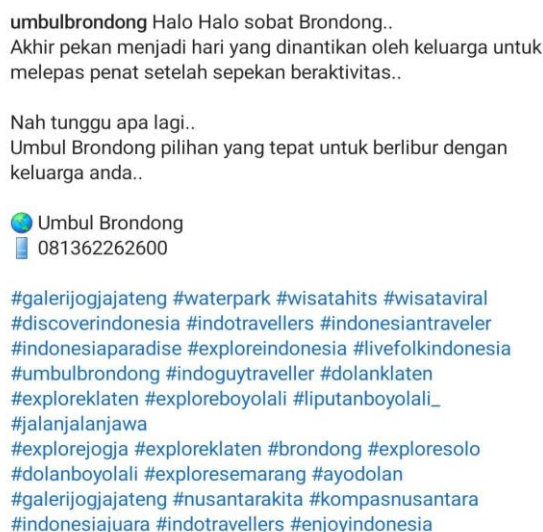 umbulbrondong Halo Halo sobat Brondong..
Akhir pekan menjadi hari yang dinantikan oleh keluarga untuk
melepas penat setelah sepekan beraktivitas..
Nah tunggu apa lagi..
Umbul Brondong pilihan yang tepat untuk berlibur dengan
keluarga anda..
Umbul Brondong
081362262600
#galerijogjajateng #waterpark #wisatahits #wisataviral
#discoverindonesia #indotravellers #indonesiantraveler
#indonesiaparadise #exploreindonesia #livefolkindonesia
#umbulbrondong #indoguytraveller #dolanklaten
#exploreklaten #exploreboyolali #liputanboyolali_
#jalanjalanjawa
#explorejogja #exploreklaten #brondong #exploresolo
#dolanboyolali #exploresemarang #ayodolan
#galerijogjajateng #nusantarakita #kompasnusantara
#indonesiajuara #indotravellers #enjoyindonesia